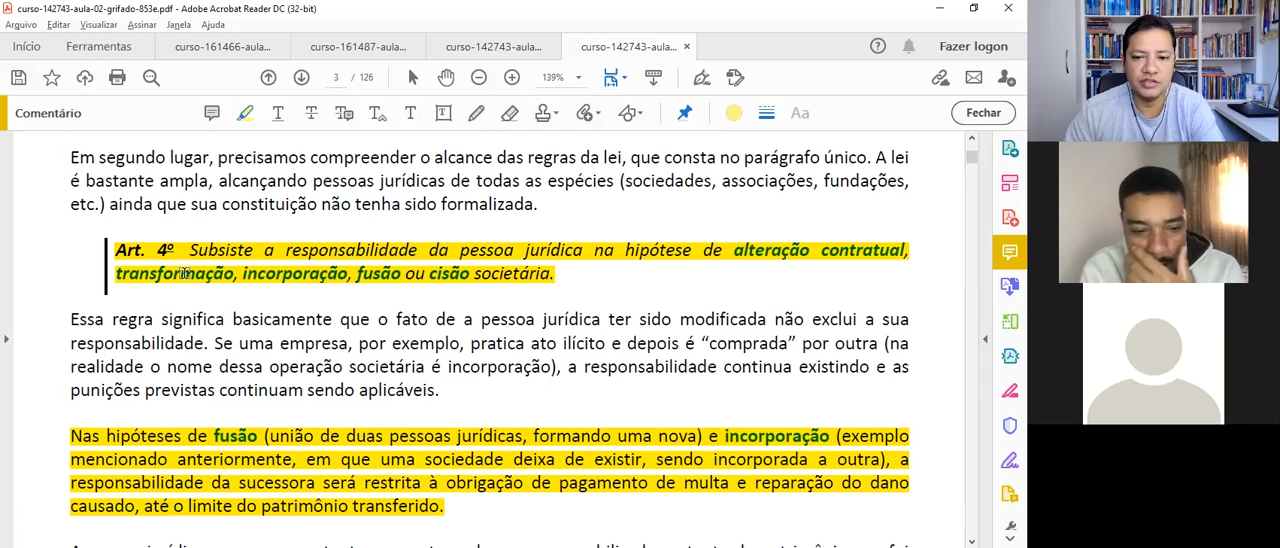 curso-142743-aula-02-grifado-853e.pdf - Adobe Acrobat Reader DC (32-bit)
Arquivo Editar Visualizar Assinar Janela Ajuda
Início Ferramentas curso-161466-aula... curso-161487-aula... curso-142743-aula... curso-142743-aula... × Fazer logon
3 / 126 139%
Comentário Aa Fechar
Em segundo lugar, precisamos compreender o alcance das regras da lei, que consta no parágrafo único. A lei
é bastante ampla, alcançando pessoas jurídicas de todas as espécies (sociedades, associações, fundações,
etc.) ainda que sua constituição não tenha sido formalizada.
Art. 4º Subsiste a responsabilidade da pessoa jurídica na hipótese de alteração contratual,
transformação, incorporação, fusão ou cisão societária.
Essa regra significa basicamente que o fato de a pessoa jurídica ter sido modificada não exclui a sua
responsabilidade. Se uma empresa, por exemplo, pratica ato ilícito e depois é “comprada” por outra (na
realidade o nome dessa operação societária é incorporação), a responsabilidade continua existindo e as
punições previstas continuam sendo aplicáveis.
Nas hipóteses de fusão (união de duas pessoas jurídicas, formando uma nova) e incorporação (exemplo
mencionado anteriormente, em que uma sociedade deixa de existir, sendo incorporada a outra), a
responsabilidade da sucessora será restrita à obrigação de pagamento de multa e reparação do dano
causado, até o limite do patrimônio transferido.